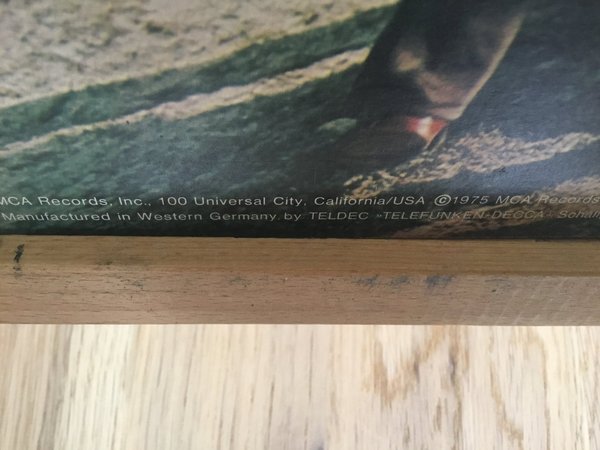 MCA Records, Inc., 100 Universal City, California/USA ©1975 MCA Records
Manufactured in Western Germany by TELDEC »TELEFUNKEN-DECCA«